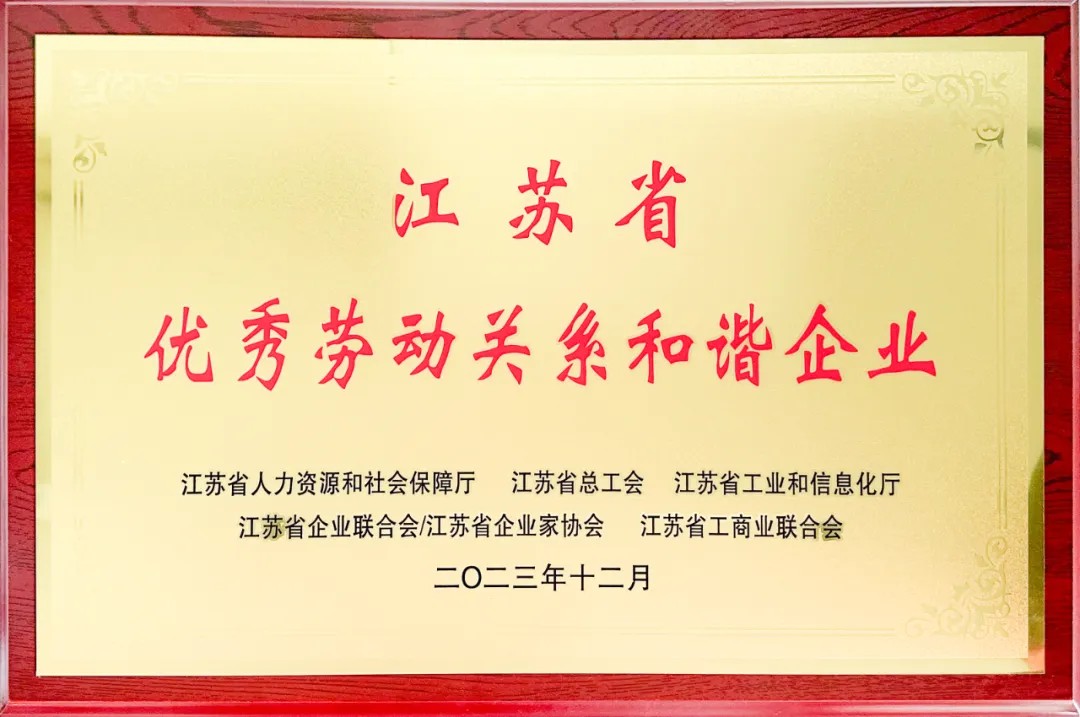 江苏省
优秀劳动关系和谐企业
江苏省人力资源和社会保障厅 江苏省总工会 江苏省工业和信息化厅
江苏省企业联合会/江苏省企业家协会 江苏省工商业联合会
二〇二三年十二月